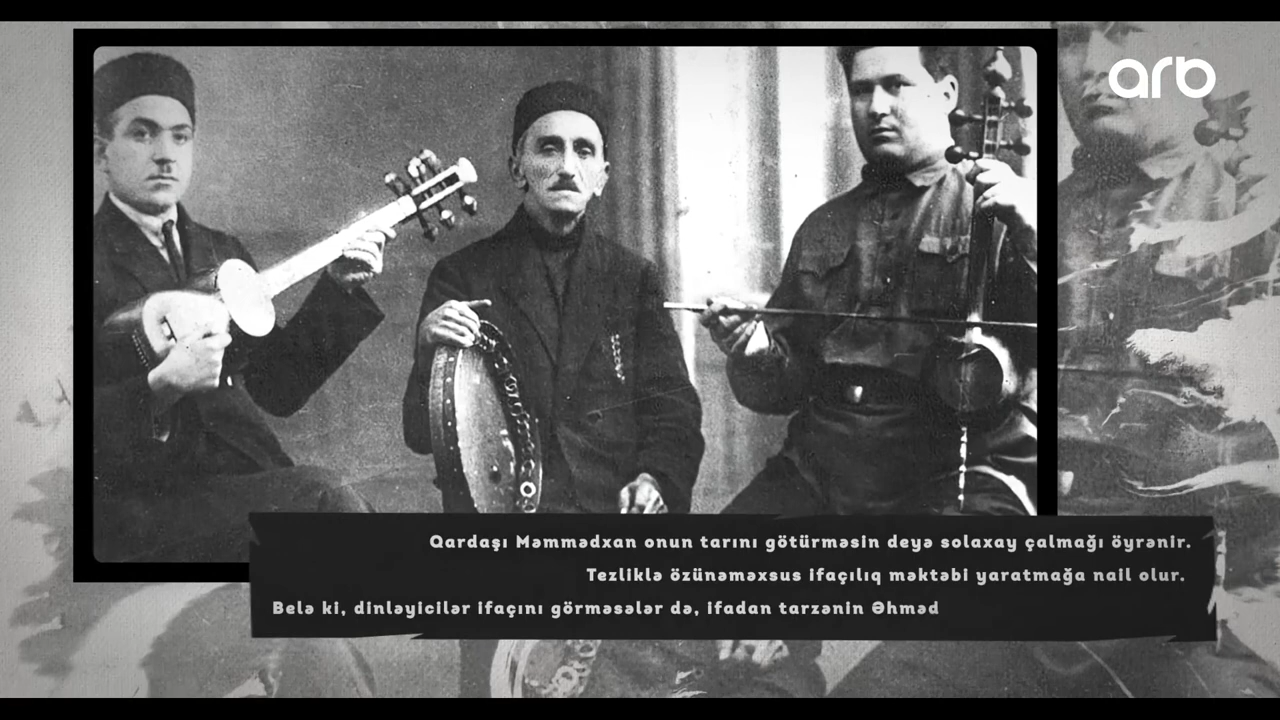 arb
Qardaşı Məmmədxan onun tarını götürməsin deyə solaxay çalmağı öyrənir.
Tezliklə özünəməxsus ifaçılıq məktəbi yaratmağa nail olur.
Belə ki, dinləyicilər ifaçını görməsələr də, ifadan tarzənin Əhməd